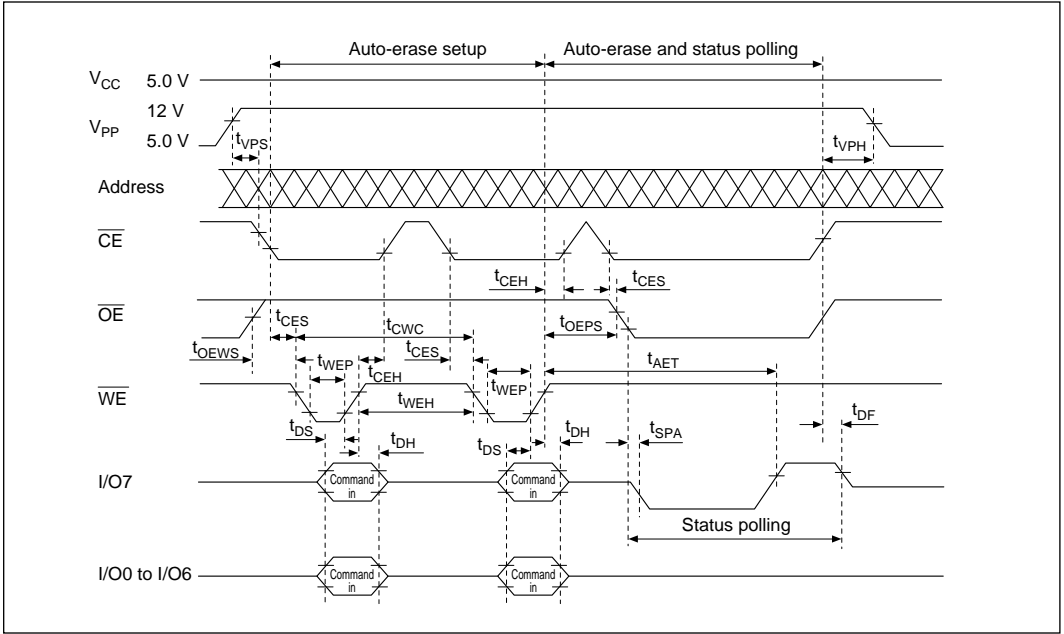 Auto-erase setup
Auto-erase and status polling
VCC 5.0 V
12 V
VPP
5.0 V
tVPS
tVPH
Address
CE
tCEH
tCES
OE
tCES
tCWC
tOEPS
tOEWS
tWEP
tCES
tAET
tCEH
tWEP
WE
tWEH
tDS
tDH
tDS
tDH
tSPA
tDF
I/O7
Command
in
Command
in
Status polling
I/O0 to I/O6
Command
in
Command
in